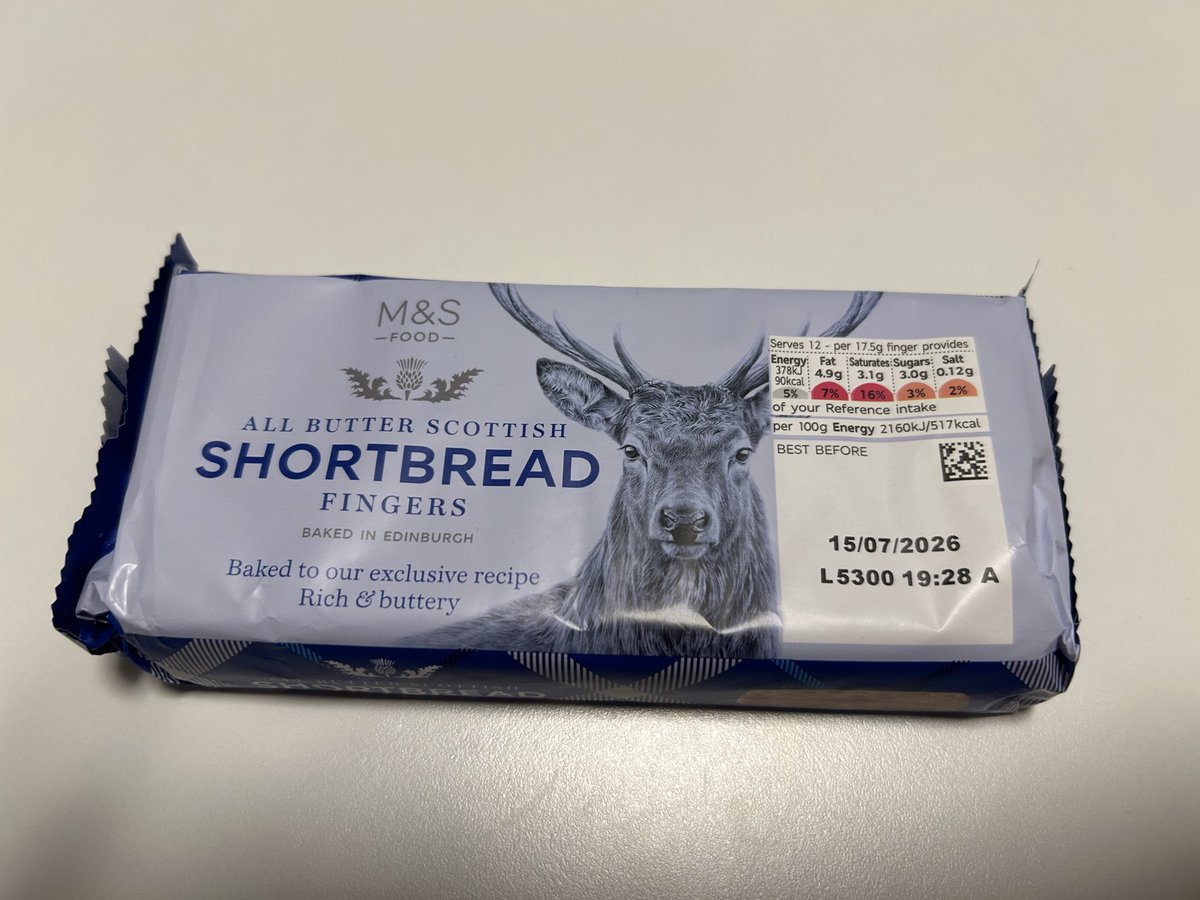 M&S
FOOD
ALL BUTTER SCOTTISH
SHORTBREAD
FINGERS
BAKED IN EDINBURGH
Baked to our exclusive recipe
Rich & buttery
Serves 12 - per 17.5g finger provides
Energy Fat Saturates Sugars Salt
378kJ 4.9g 3.1g 3.0g 0.12g
90kcal
5% 7% 16% 3% 2%
of your Reference intake
per 100g Energy 2160kJ/517kcal
BEST BEFORE
15/07/2026
L5300 19:28 A
SHORTBREAD